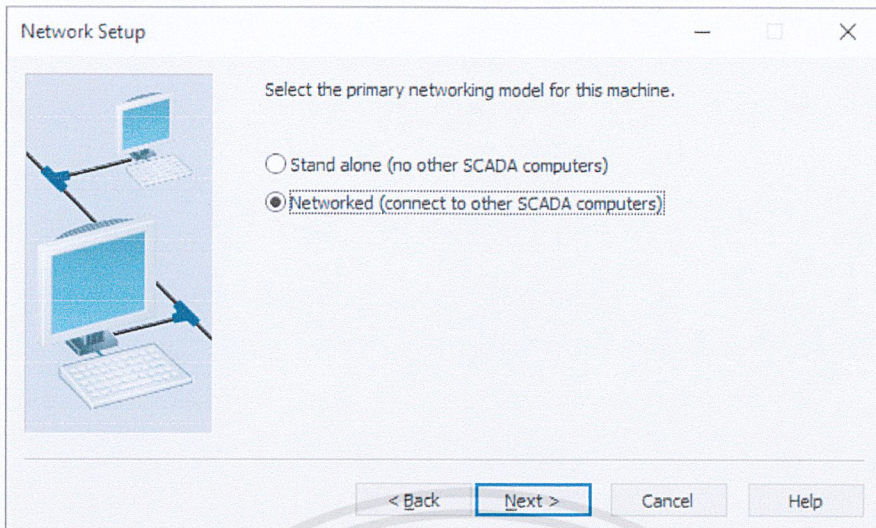 Network Setup
Select the primary networking model for this machine.
Stand alone (no other SCADA computers)
Networked (connect to other SCADA computers)
< Back
Next >
Cancel
Help